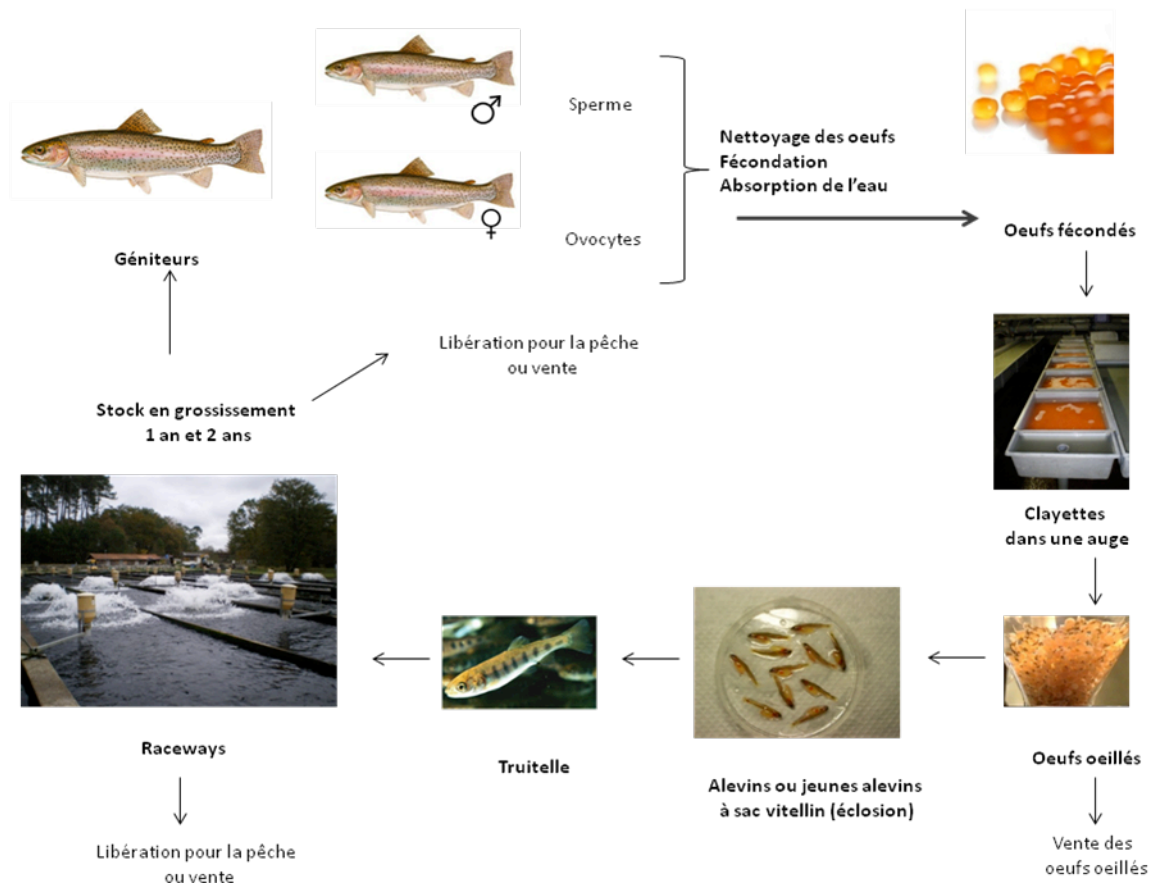 Sperme
♂
Nettoyage des oeufs
Fécondation
Absorption de l'eau
♀
Ovocytes
Géniteurs
Oeufs fécondés
Libération pour la pêche
ou vente
Stock en grossissement
1 an et 2 ans
Clayettes
dans une auge
Raceways
Truitelle
Alevins ou jeunes alevins
à sac vitellin (éclosion)
Oeufs oeillés
Libération pour la pêche
ou vente
Vente des
oeufs oeillés